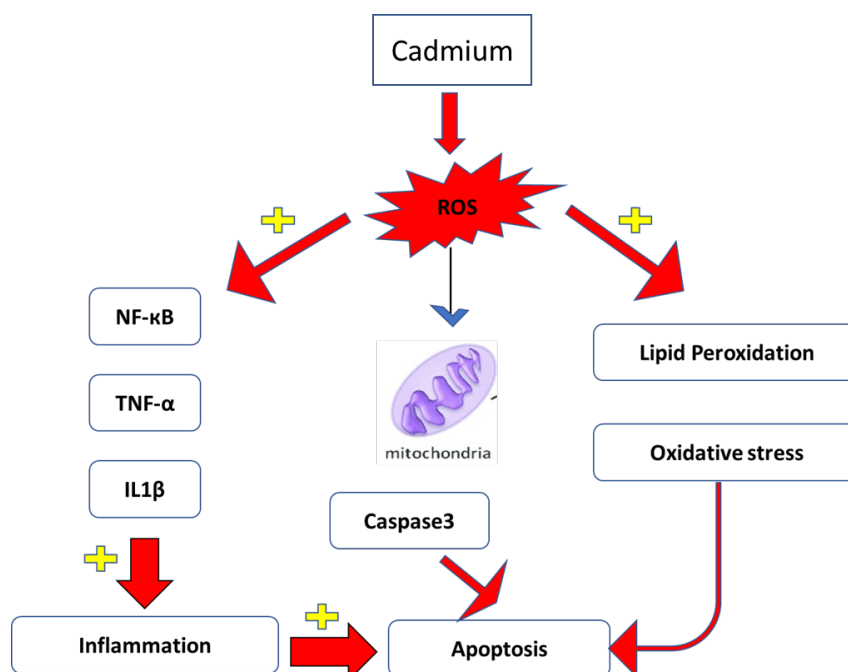 Cadmium
ROS
NF-κB
TNF-α
IL1β
Inflammation
mitochondria
Caspase3
Apoptosis
Lipid Peroxidation
Oxidative stress